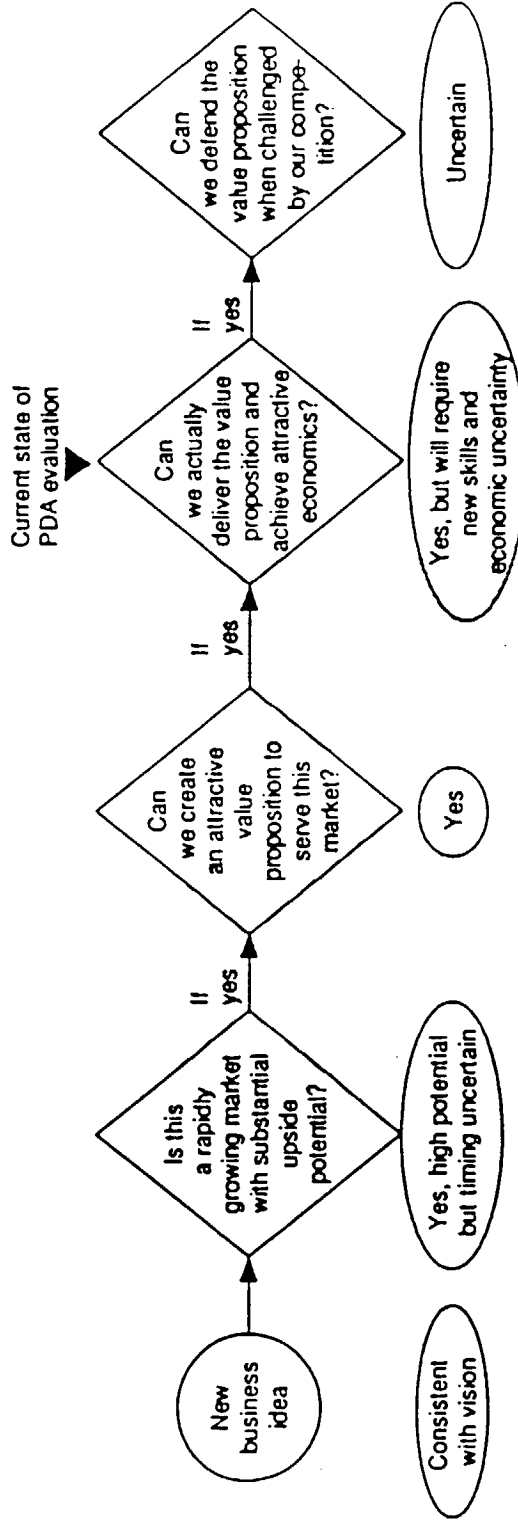 Current state of
PDA evaluation
New
business
idea
Is this
a rapidly
growing market
with substantial
upside
potential?
If
yes
Can
we create
an attractive
value
proposition to
serve this
market?
If
yes
Can
we actually
deliver the value
proposition and
achieve attractive
economics?
If
yes
Can
we defend the
value proposition
when challenged
by our compe-
tition?
Consistent
with vision
Yes, high potential
but timing uncertain
Yes
Yes, but will require
new skills and
economic uncertainty
Uncertain